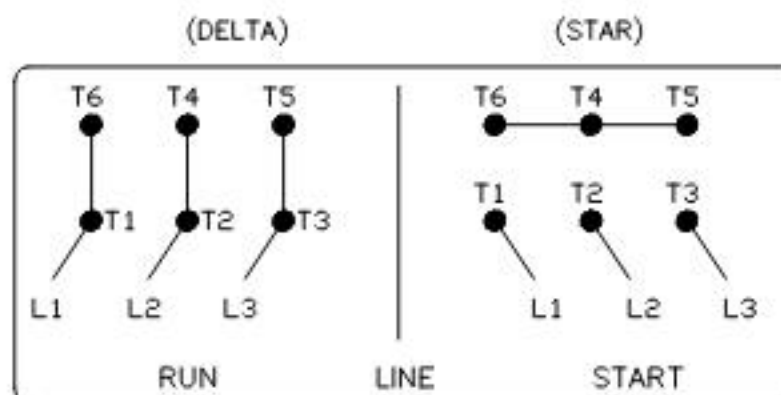 (DELTA) (STAR)
T6 T4 T5 T6 T4 T5
T1 T2 T3
T1 T2 T3
L1 L2 L3 L1 L2 L3
RUN LINE START